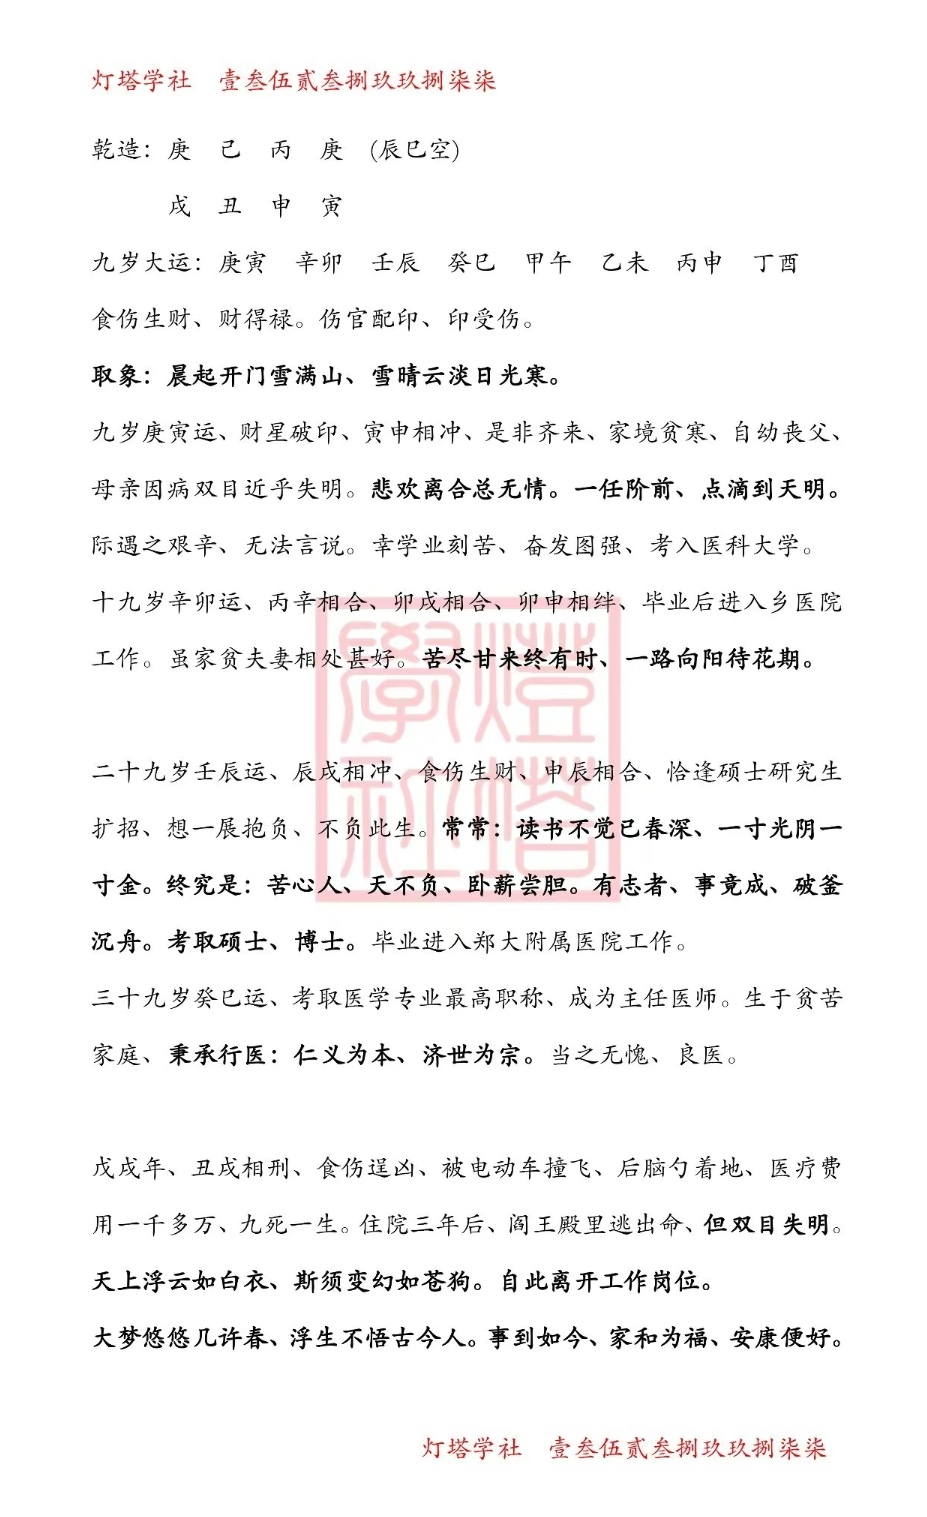 灯塔学社 壹叁伍贰叁捌玖玖捌柒柒
乾造：庚 己 丙 庚 (辰巳空)
戌 丑 申 寅
九岁大运：庚寅 辛卯 壬辰 癸巳 甲午 乙未 丙申 丁酉
食伤生财、财得禄。伤官配印、印受伤。
取象：晨起开门雪满山、雪晴云淡日光寒。
九岁庚寅运、财星破印、寅申相冲、是非齐来、家境贫寒、自幼丧父、
母亲因病双目近乎失明。悲欢离合总无情。一任阶前、点滴到天明。
际遇之艰辛、无法言说。幸学业刻苦、奋发图强、考入医科大学。
十九岁辛卯运、丙辛相合、卯戌相合、卯申相绊、毕业后进入乡医院
工作。虽家贫夫妻相处甚好。苦尽甘来终有时、一路向阳待花期。
二十九岁壬辰运、辰戌相冲、食伤生财、申辰相合、恰逢硕士研究生
扩招、想一展抱负、不负此生。常常：读书不觉已春深、一寸光阴一
寸金。终究是：苦心人、天不负、卧薪尝胆。有志者、事竟成、破釜
沉舟。考取硕士、博士。毕业进入郑大附属医院工作。
三十九岁癸巳运、考取医学专业最高职称、成为主任医师。生于贫苦
家庭、秉承行医：仁义为本、济世为宗。当之无愧、良医。
戊戌年、丑戌相刑、食伤逞凶、被电动车撞飞、后脑勺着地、医疗费
用一千多万、九死一生。住院三年后、阎王殿里逃出命、但双目失明。
天上浮云如白衣、斯须变幻如苍狗。自此离开工作岗位。
大梦悠悠几许春、浮生不悟古今人。事到如今、家和为福、安康便好。
灯塔学社 壹叁伍贰叁捌玖玖捌柒柒
學燈
社塔